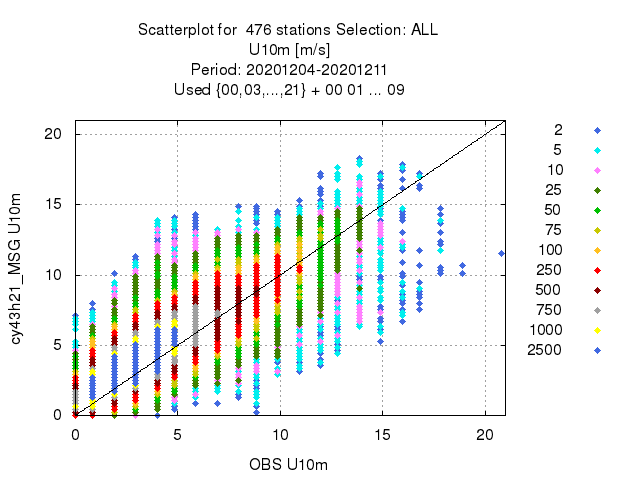 Scatterplot for 476 stations Selection: ALL
U10m [m/s]
Period: 20201204-20201211
Used {00,03,...,21} + 00 01 ... 09
20
15
10
5
0
cy43h21_MSG U10m
0 5 10 15 20
OBS U10m
2
5
10
25
50
75
100
250
500
750
1000
2500